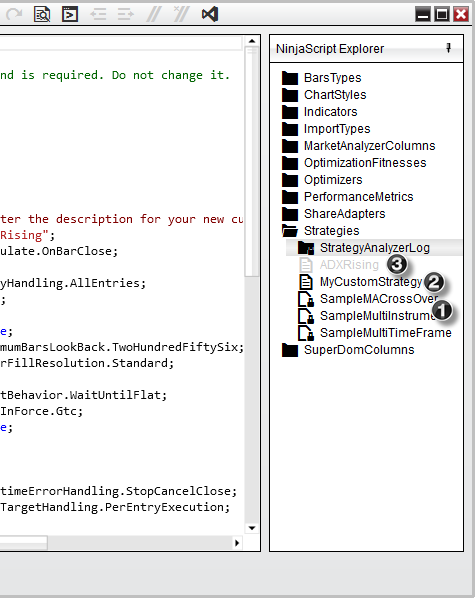 NinjaScript Explorer
nd is required. Do not change it.
ter the description for your new cu
Rising";
ulate.OnBarClose;
yHandling.AllEntries;
;
e;
mumBarsLookBack.TwoHundredFiftySix;
rFillResolution.Standard;
tBehavior.WaitUntilFlat;
InForce.Gtc;
e;
timeErrorHandling.StopCancelClose;
TargetHandling.PerEntryExecution;
BarsTypes
ChartStyles
Indicators
ImportTypes
MarketAnalyzerColumns
OptimizationFitnesses
Optimizers
PerformanceMetrics
ShareAdapters
Strategies
StrategyAnalyzerLog
ADXRising 3
MyCustomStrategy 2
SampleMACrossOver
SampleMultiInstrume 1
SampleMultiTimeFrame
SuperDomColumns